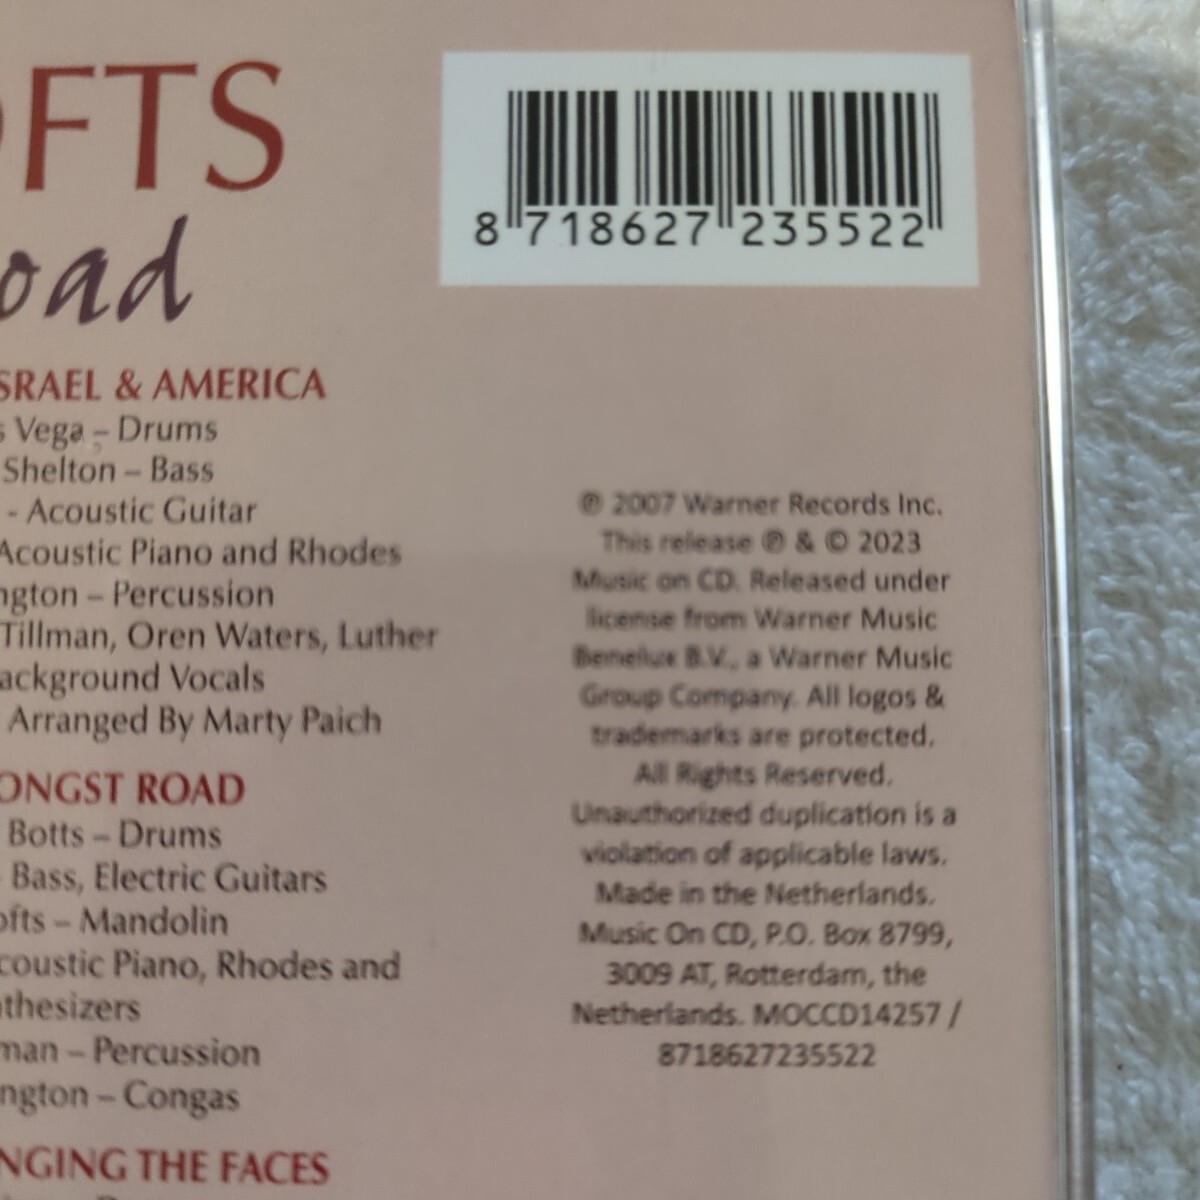 OFTS
oad
8 718627 235522
SRAEL & AMERICA
s Vega – Drums
Shelton – Bass
- Acoustic Guitar
Acoustic Piano and Rhodes
ngton – Percussion
Tillman, Oren Waters, Luther
ackground Vocals
Arranged By Marty Paich
ONGST ROAD
Botts – Drums
- Bass, Electric Guitars
ofts – Mandolin
coustic Piano, Rhodes and
nthesizers
man – Percussion
ngton – Congas
NGING THE FACES
℗ 2007 Warner Records Inc.
This release ℗ & © 2023
Music on CD. Released under
license from Warner Music
Benelux B.V., a Warner Music
Group Company. All logos &
trademarks are protected.
All Rights Reserved.
Unauthorized duplication is a
violation of applicable laws.
Made in the Netherlands.
Music On CD, P.O. Box 8799,
3009 AT, Rotterdam, the
Netherlands. MOCCD14257 /
8718627235522